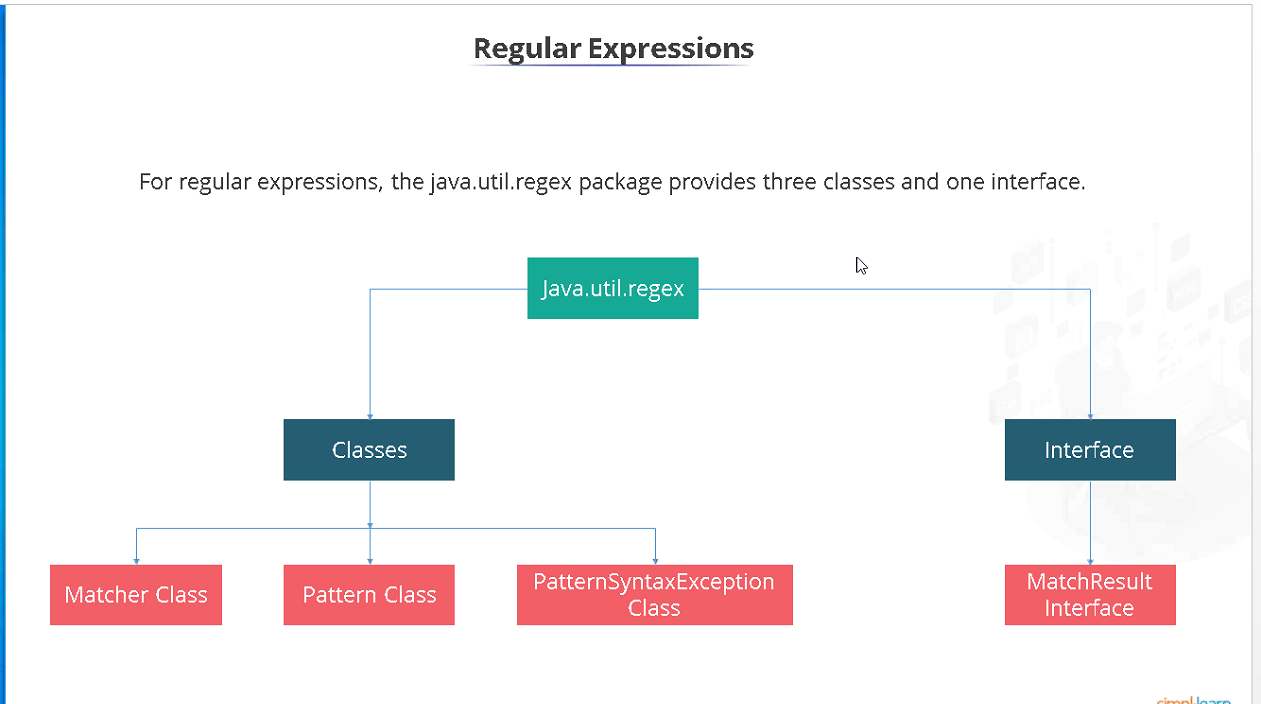 Regular Expressions
For regular expressions, the java.util.regex package provides three classes and one interface.
Java.util.regex
Classes
Interface
Matcher Class
Pattern Class
PatternSyntaxException
Class
MatchResult
Interface